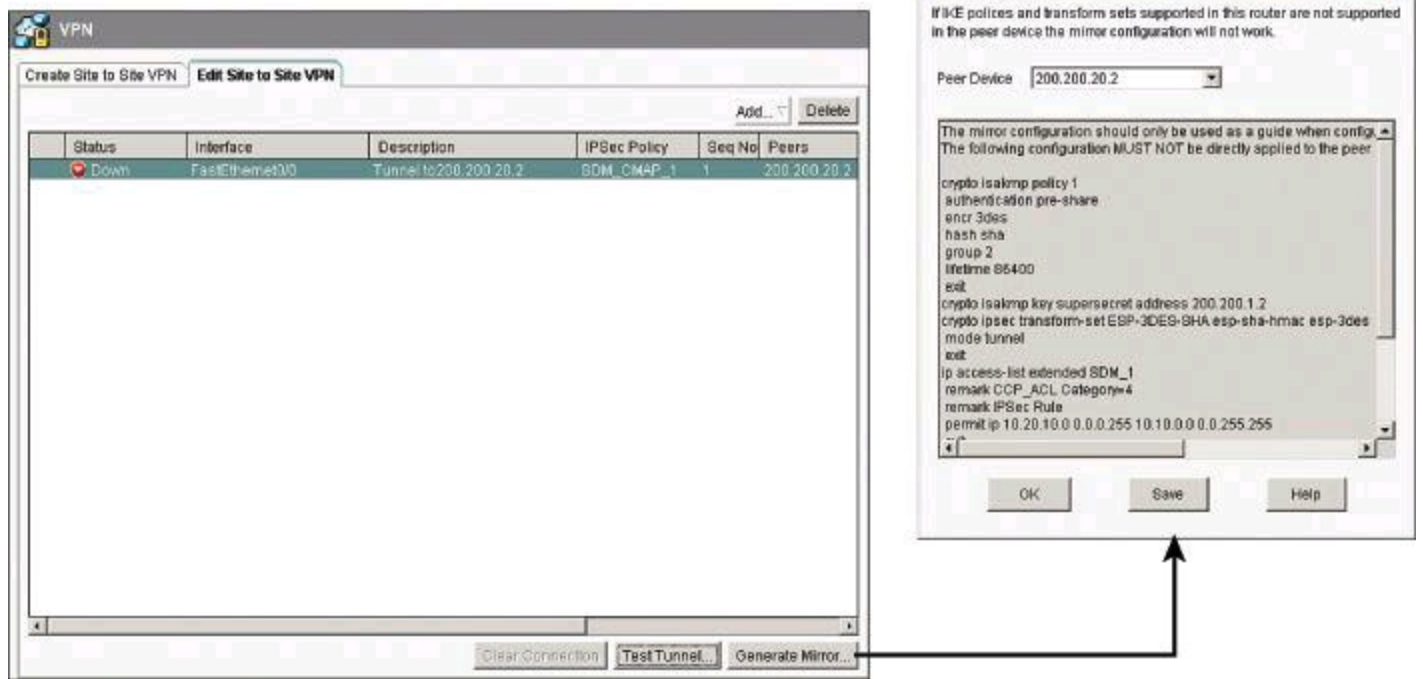 VPN
Create Site to Site VPN Edit Site to Site VPN
Add... Delete
Status Interface Description IPSec Policy Seq No Peers
Down FastEthernet0/0 Tunnel to200.200.20.2 SDM_CMAP_1 1 200.200.20.2
Clear Connection Test Tunnel... Generate Mirror...
If IKE polices and transform sets supported in this router are not supported
in the peer device the mirror configuration will not work.
Peer Device 200.200.20.2
The mirror configuration should only be used as a guide when config
The following configuration MUST NOT be directly applied to the peer
crypto isakmp policy 1
authentication pre-share
encr 3des
hash sha
group 2
lifetime 86400
exit
crypto isakmp key supersecret address 200.200.1.2
crypto ipsec transform-set ESP-3DES-SHA esp-sha-hmac esp-3des
mode tunnel
exit
ip access-list extended SDM_1
remark CCP_ACL Category=4
remark IPSec Rule
permit ip 10.20.10.0 0.0.0.255 10.10.0.0 0.0.255.255
OK Save Help